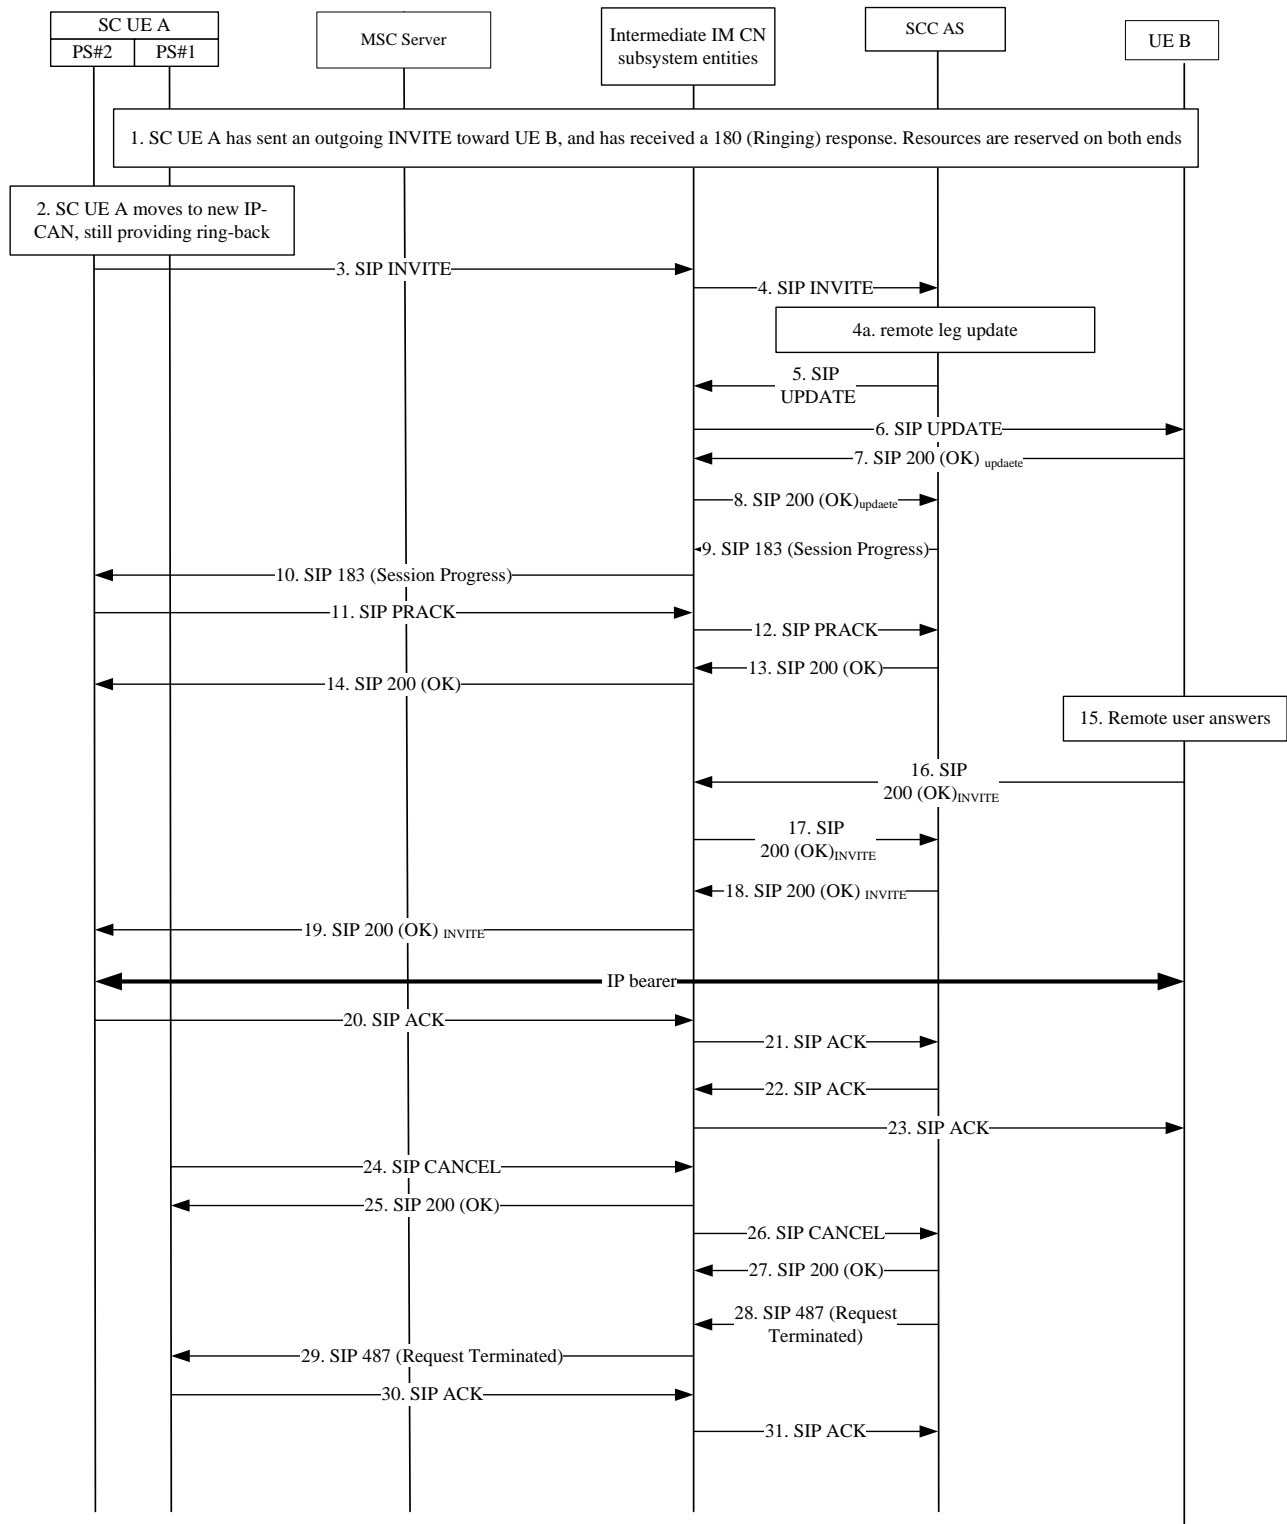 SC UE A
PS#2
PS#1
MSC Server
Intermediate IM CN
subsystem entities
SCC AS
UE B
1. SC UE A has sent an outgoing INVITE toward UE B, and has received a 180 (Ringing) response. Resources are reserved on both ends
2. SC UE A moves to new IP-
CAN, still providing ring-back
3. SIP INVITE
4. SIP INVITE
4a. remote leg update
5. SIP
UPDATE
6. SIP UPDATE
7. SIP 200 (OK) updaete
8. SIP 200 (OK)updaete
9. SIP 183 (Session Progress)
10. SIP 183 (Session Progress)
11. SIP PRACK
12. SIP PRACK
13. SIP 200 (OK)
14. SIP 200 (OK)
15. Remote user answers
16. SIP
200 (OK)INVITE
17. SIP
200 (OK)INVITE
18. SIP 200 (OK) INVITE
19. SIP 200 (OK) INVITE
IP bearer
20. SIP ACK
21. SIP ACK
22. SIP ACK
23. SIP ACK
24. SIP CANCEL
25. SIP 200 (OK)
26. SIP CANCEL
27. SIP 200 (OK)
28. SIP 487 (Request
Terminated)
29. SIP 487 (Request Terminated)
30. SIP ACK
31. SIP ACK